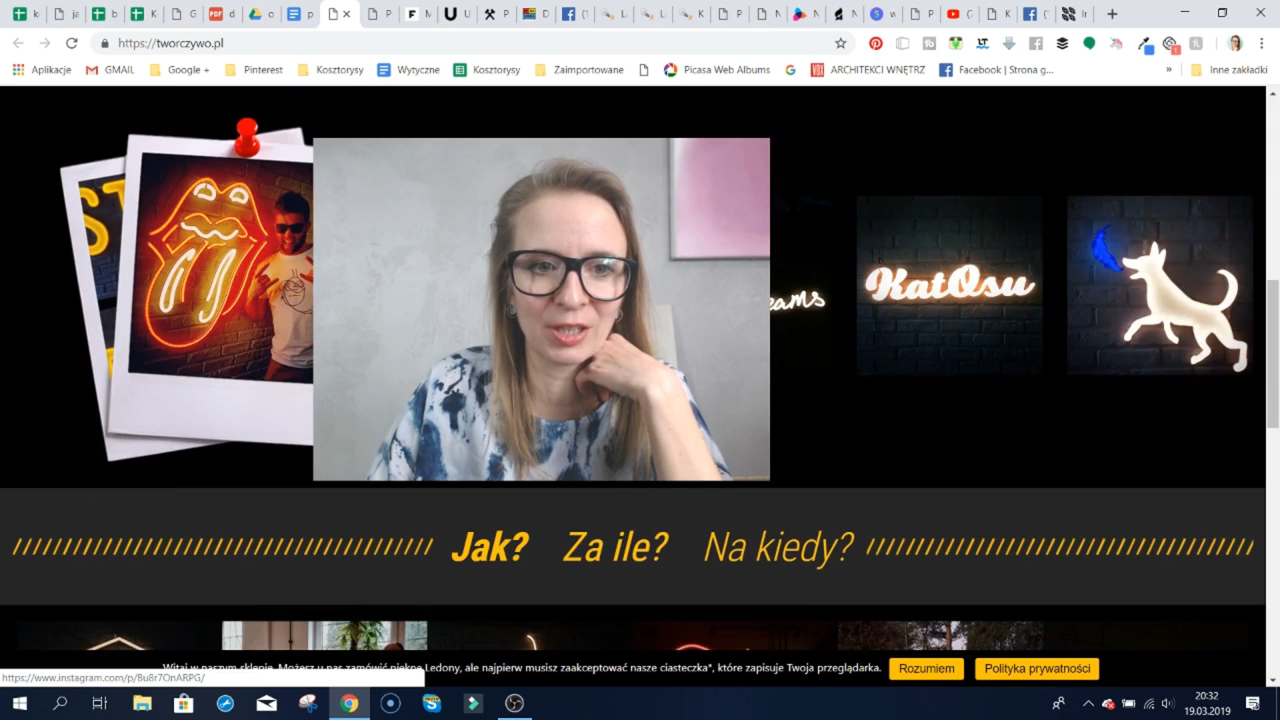 https://tworczywo.pl
Aplikacje
GMAIL
Google +
Pinterest
Kosztorysy
Wytyczne
Kosztorysy
Zaimportowane
Picasa Web Albums
ARCHITEKCI WNĘTRZ
Facebook | Strona g...
»
Inne zakładki
ST
eams
KatOsu
Jak? Za ile? Na kiedy?
Witaj w naszym sklepie. Możesz u nas zamówić piękne Ledony, ale najpierw musisz zaakceptować nasze ciasteczka*, które zapisuje Twoja przeglądarka.
Rozumiem
Polityka prywatności
https://www.instagram.com/p/Bu8r7OnARPG/
20:32
19.03.2019